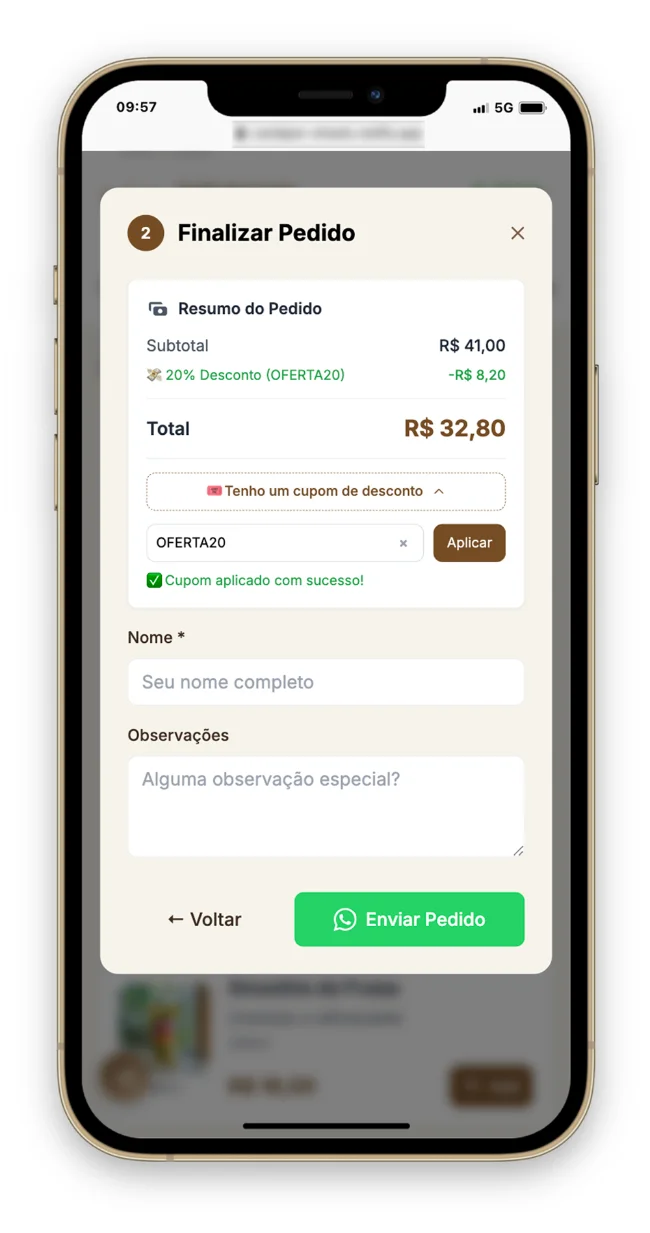 09:57
5G
2 Finalizar Pedido ×
Resumo do Pedido
Subtotal R$ 41,00
💸 20% Desconto (OFERTA20) -R$ 8,20
Total R$ 32,80
🎟️ Tenho um cupom de desconto
OFERTA20 × Aplicar
✅ Cupom aplicado com sucesso!
Nome *
Seu nome completo
Observações
Alguma observação especial?
← Voltar
Enviar Pedido